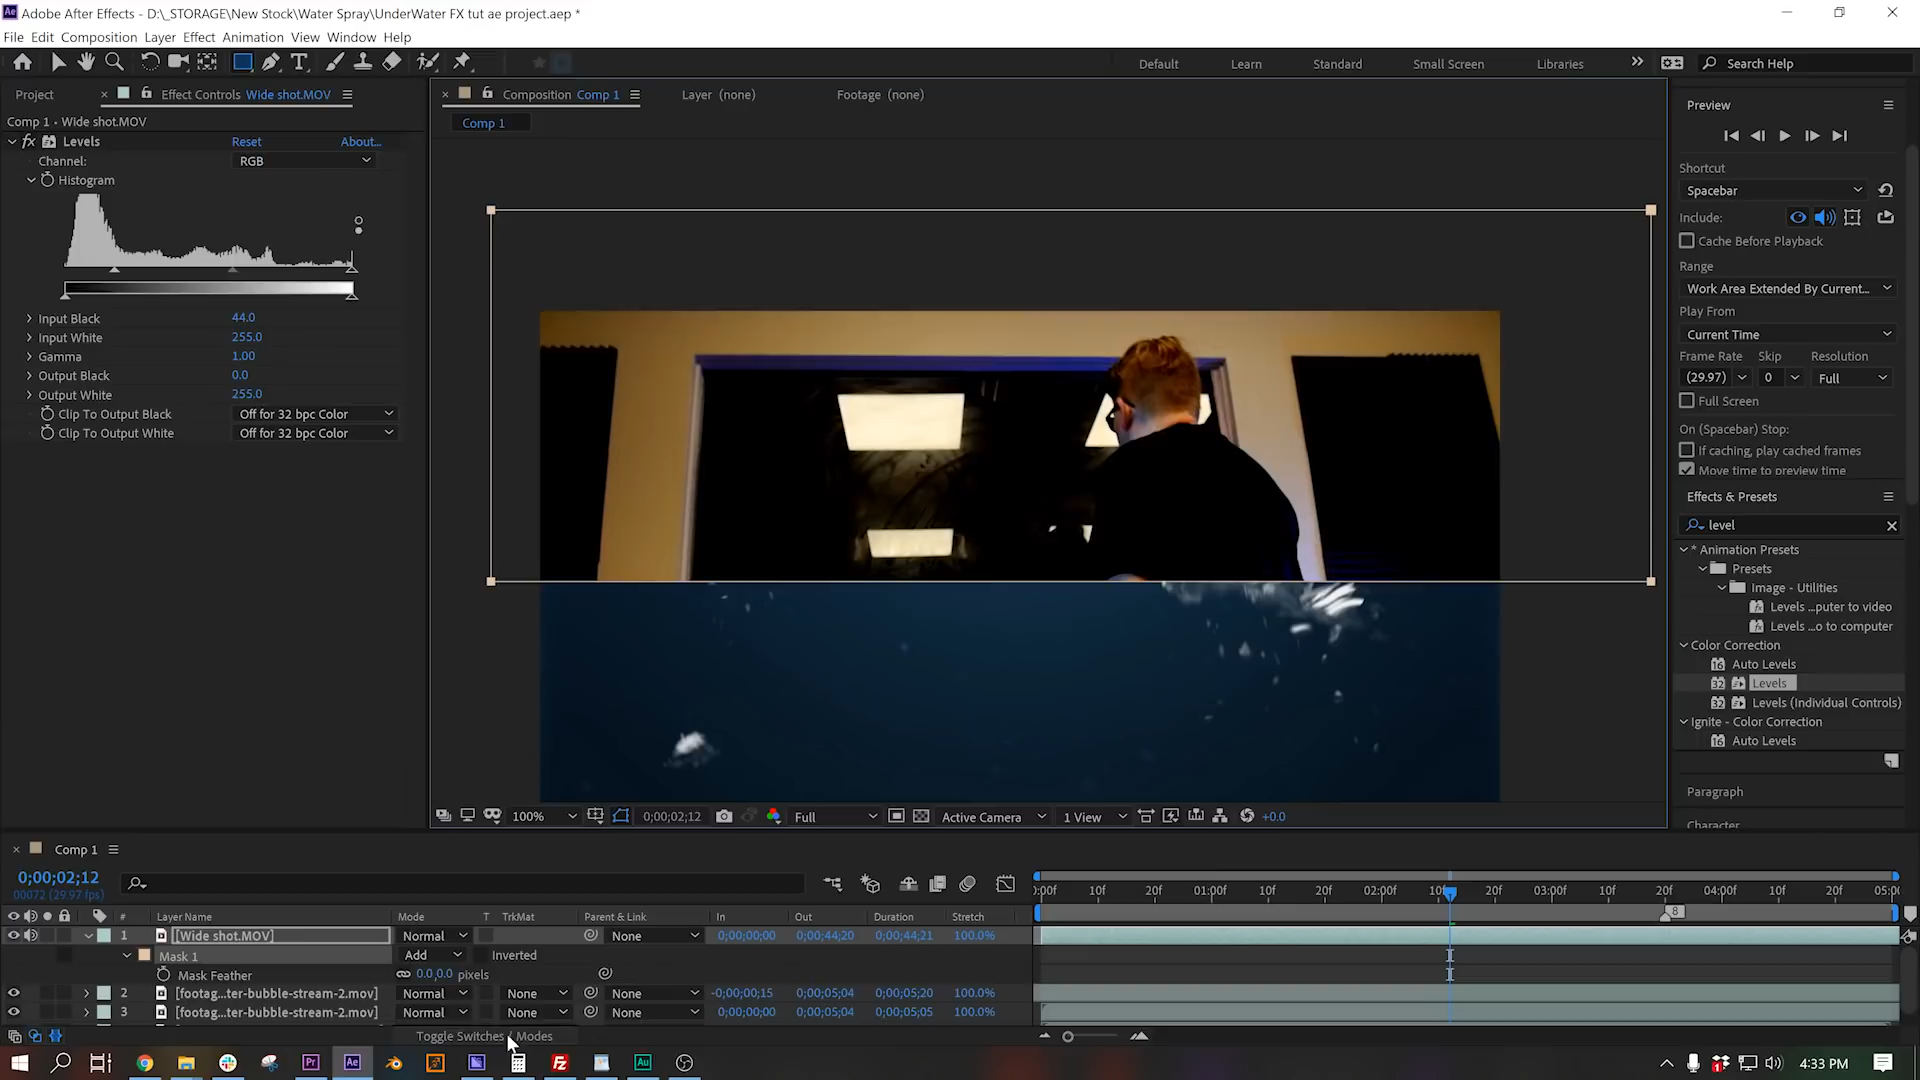 Adobe After Effects - D:\_STORAGE\New Stock\Water Spray\UnderWater FX tut ae project.aep *
File Edit Composition Layer Effect Animation View Window Help
Default Learn Standard Small Screen Libraries Search Help
Project Effect Controls Wide shot.MOV
Composition Comp 1 Layer (none) Footage (none)
Comp 1 • Wide shot.MOV
Comp 1
fx Levels Reset About...
Channel: RGB
Histogram
Input Black 44.0
Input White 255.0
Gamma 1.00
Output Black 0.0
Output White 255.0
Clip To Output Black Off for 32 bpc Color
Clip To Output White Off for 32 bpc Color
Preview
Shortcut
Spacebar
Include:
Cache Before Playback
Range
Work Area Extended By Current...
Play From
Current Time
Frame Rate Skip Resolution
(29.97) 0 Full
Full Screen
On (Spacebar) Stop:
If caching, play cached frames
Move time to preview time
Effects & Presets
level
* Animation Presets
Presets
Image - Utilities
Levels ...puter to video
Levels ...o to computer
Color Correction
16 Auto Levels
32 Levels
32 Levels (Individual Controls)
Ignite - Color Correction
16 Auto Levels
Paragraph
Character
100% 0;00;02;12 Full Active Camera 1 View +0.0
Comp 1
0;00;02;12
00072 (29.97 fps)
:00f 10f 20f 01:00f 10f 20f 02:00f 10f 20f 03:00f 10f 20f 04:00f 10f 20f 05:00
# Layer Name Mode T TrkMat Parent & Link In Out Duration Stretch
8
1 [Wide shot.MOV] Normal None 0;00;00;00 0;00;44;20 0;00;44;21 100.0%
Mask 1 Add Inverted
Mask Feather 0.0,0.0 pixels
2 [footag...ter-bubble-stream-2.mov] Normal None None -0;00;00;15 0;00;05;04 0;00;05;20 100.0%
3 [footag...ter-bubble-stream-2.mov] Normal None None 0;00;00;00 0;00;05;04 0;00;05;05 100.0%
Toggle Switches / Modes
Pr Ae Fz Au 1 4:33 PM